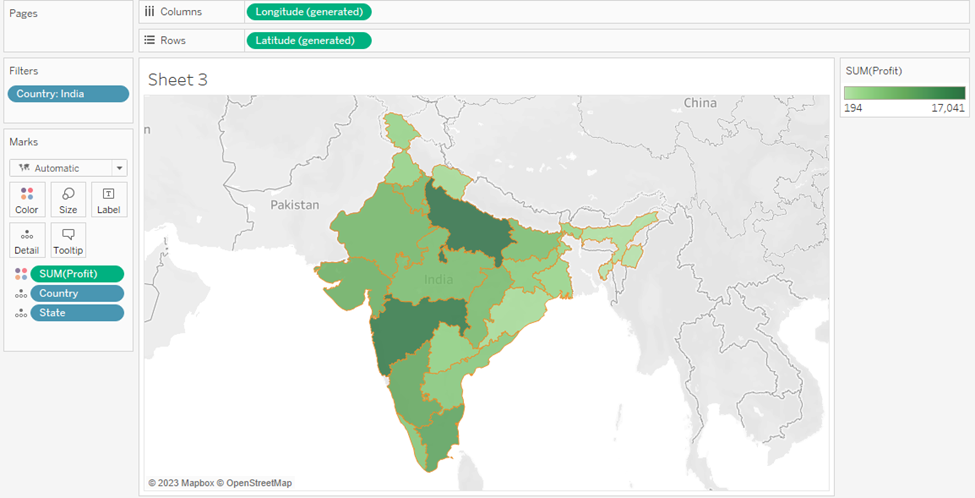 Pages
Columns
Longitude (generated)
Rows
Latitude (generated)
Filters
Country: India
Marks
Automatic
Color
Size
Label
Detail
Tooltip
SUM(Profit)
Country
State
Sheet 3
China
n
Pakistan
India
© 2023 Mapbox © OpenStreetMap
SUM(Profit)
194
17,041